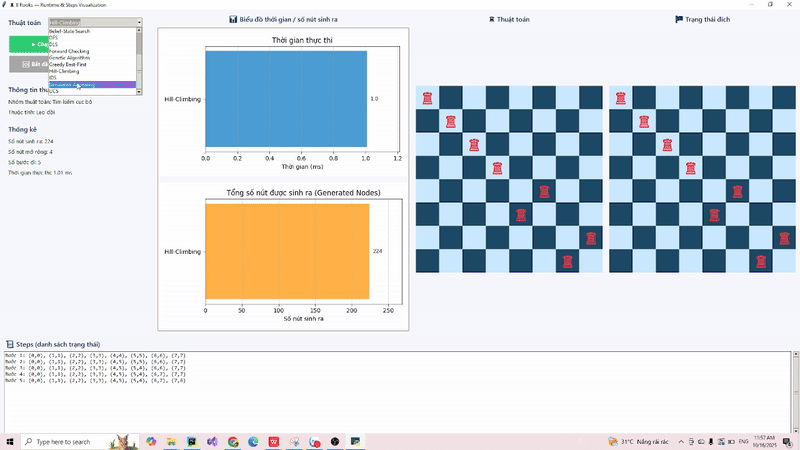 8 Rooks — Runtime & Steps Visualization
Thuật toán
Hill-Climbing
Biểu đồ thời gian / số nút sinh ra
Thuật toán
Trạng thái đích
Belief-State Search
DFS
DLS
Forward Checking
Genetic Algorithm
Greedy Best-First
Hill-Climbing
IDS
UCS
Nhóm thuật toán: Tìm kiếm cục bộ
Thuộc tính: Leo đồi
Thống kê
Số nút sinh ra: 224
Số nút mở rộng: 4
Số bước đi: 5
Thời gian thực thi: 1.01 ms
Thời gian thực thi
Hill-Climbing
1.0
0.0 0.2 0.4 0.6 0.8 1.0 1.2
Thời gian (ms)
Tổng số nút được sinh ra (Generated Nodes)
Hill-Climbing
224
0 50 100 150 200 250
Số nút sinh ra
Steps (danh sách trạng thái)
Bước 1: (0,0), (1,1), (2,2), (3,3), (4,4), (5,5), (6,6), (7,7)
Bước 2: (0,0), (1,1), (2,2), (3,3), (4,5), (5,5), (6,6), (7,7)
Bước 3: (0,0), (1,1), (2,2), (3,3), (4,5), (5,4), (6,6), (7,7)
Bước 4: (0,0), (1,1), (2,2), (3,3), (4,5), (5,4), (6,7), (7,7)
Bước 5: (0,0), (1,1), (2,2), (3,3), (4,5), (5,4), (6,7), (7,6)
Type here to search
31°C Nắng rải rác
ENG
11:57 AM
10/16/2025